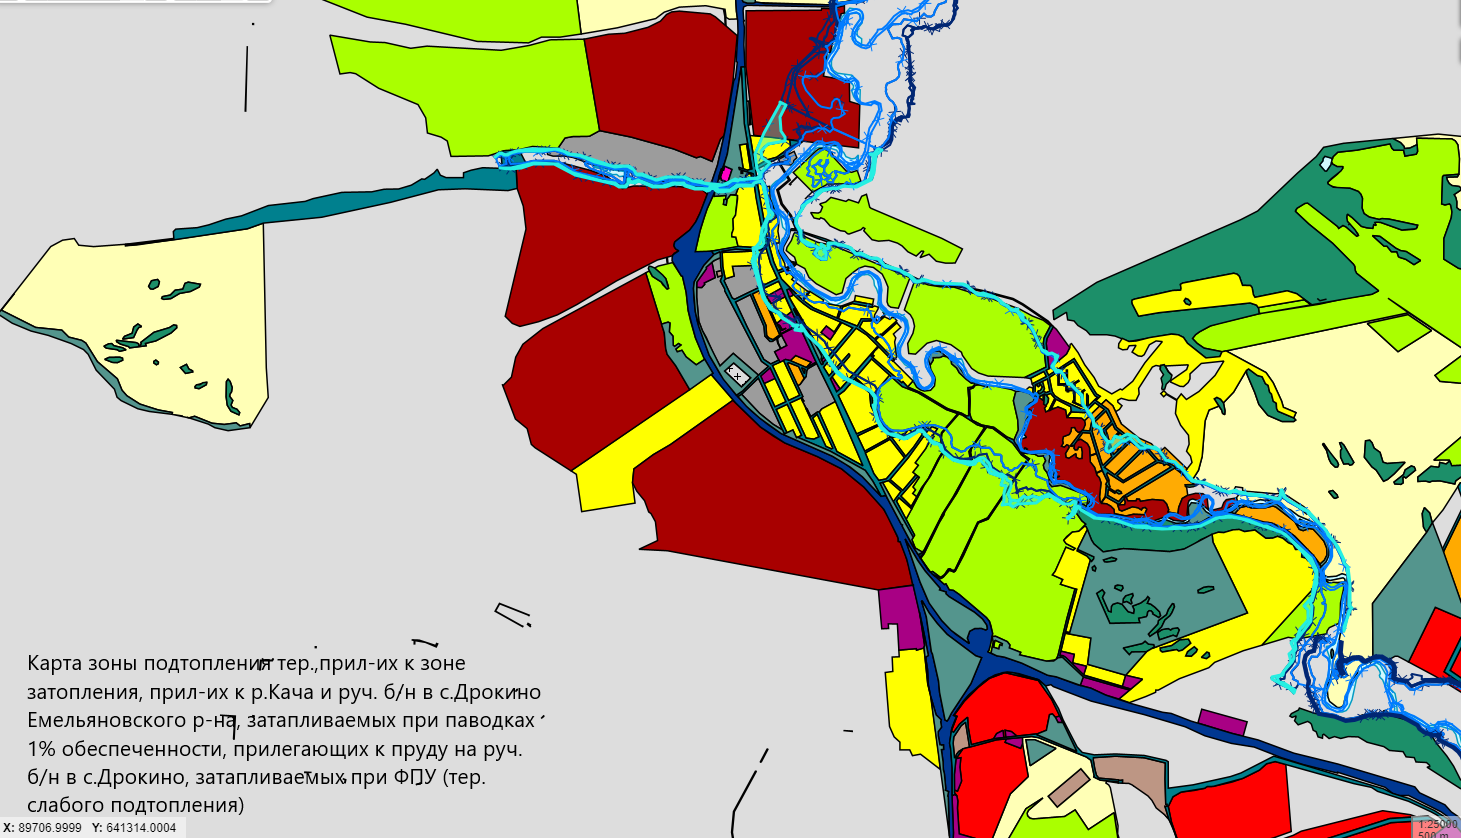 Карта зоны подтопления тер.,прил-их к зоне
затопления, прил-их к р.Кача и руч. б/н в с.Дрокино
Емельяновского р-на, затапливаемых при паводках
1% обеспеченности, прилегающих к пруду на руч.
б/н в с.Дрокино, затапливаемых при ФПУ (тер.
слабого подтопления)
X: 89706.9999 Y: 641314.0004
1:25000
500 m